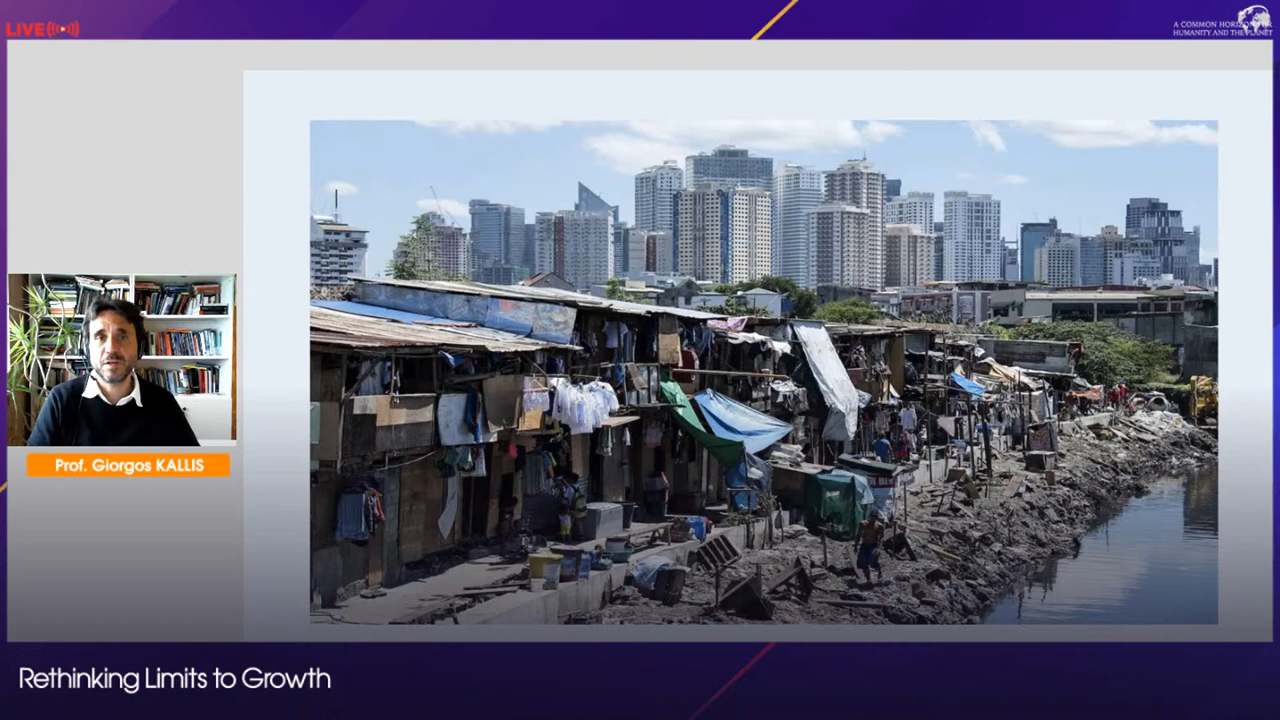 LIVE
A COMMON HORIZON FOR
HUMANITY AND THE PLANET
Prof. Giorgos KALLIS
Rethinking Limits to Growth